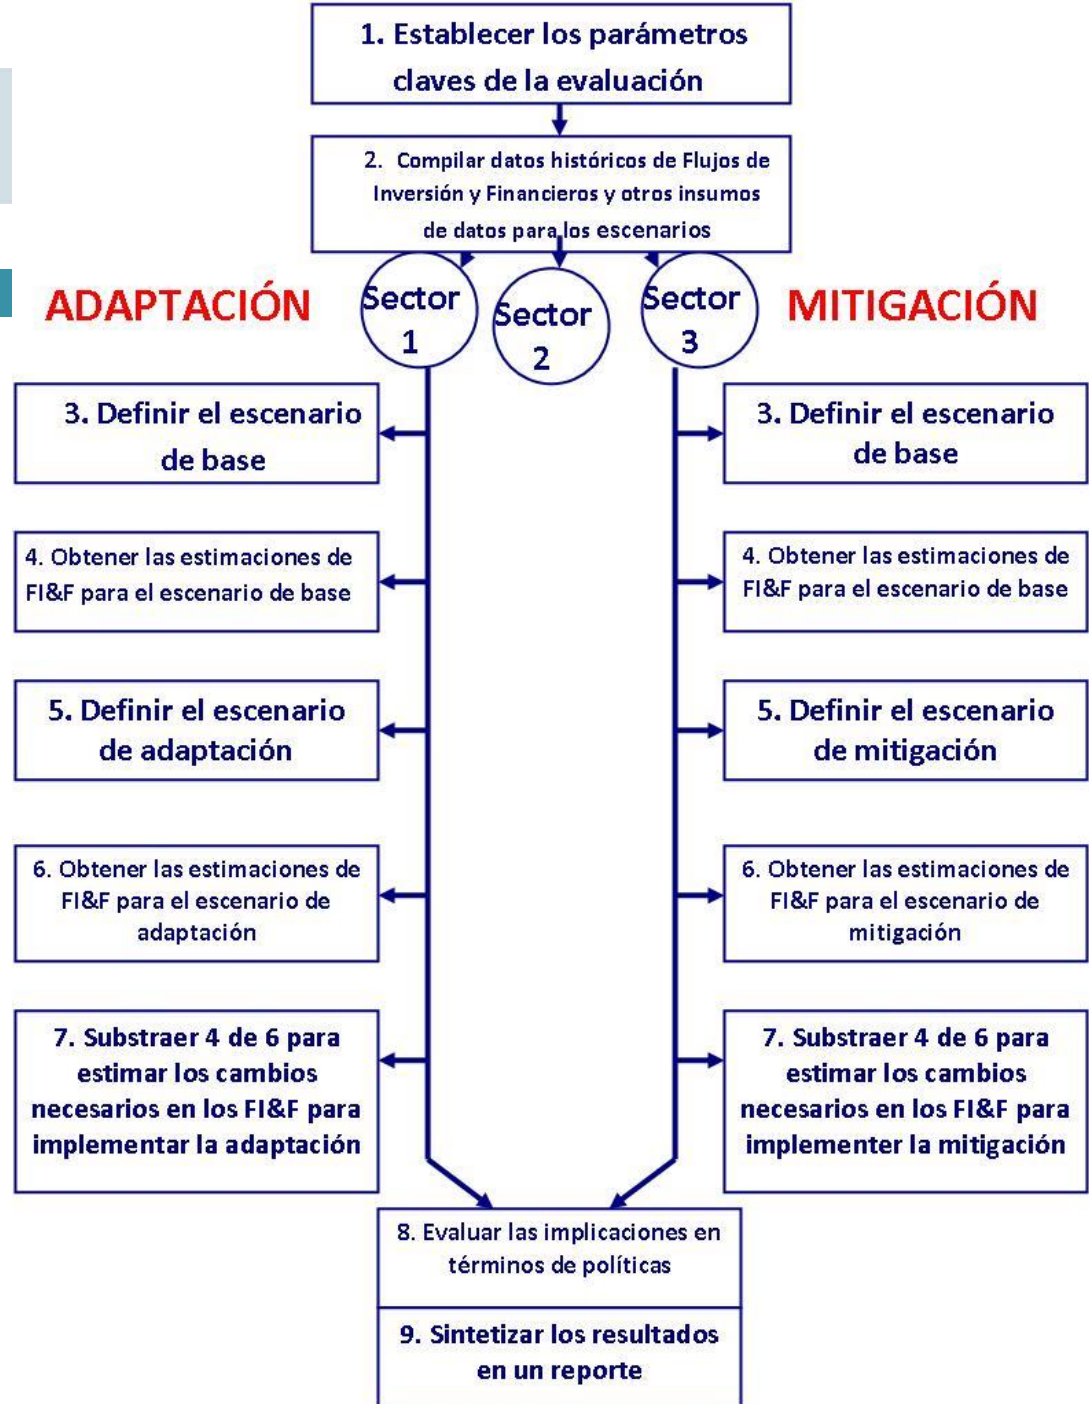 1. Establecer los parámetros
claves de la evaluación
2. Compilar datos históricos de Flujos de
Inversión y Financieros y otros insumos
de datos para los escenarios
ADAPTACIÓN
Sector
1
Sector
2
Sector
3
MITIGACIÓN
3. Definir el escenario
de base
4. Obtener las estimaciones de
FI&F para el escenario de base
5. Definir el escenario
de adaptación
6. Obtener las estimaciones de
FI&F para el escenario de
adaptación
7. Substraer 4 de 6 para
estimar los cambios
necesarios en los FI&F para
implementar la adaptación
3. Definir el escenario
de base
4. Obtener las estimaciones de
FI&F para el escenario de base
5. Definir el escenario
de mitigación
6. Obtener las estimaciones de
FI&F para el escenario de
mitigación
7. Substraer 4 de 6 para
estimar los cambios
necesarios en los FI&F para
implementer la mitigación
8. Evaluar las implicaciones en
términos de políticas
9. Sintetizar los resultados
en un reporte